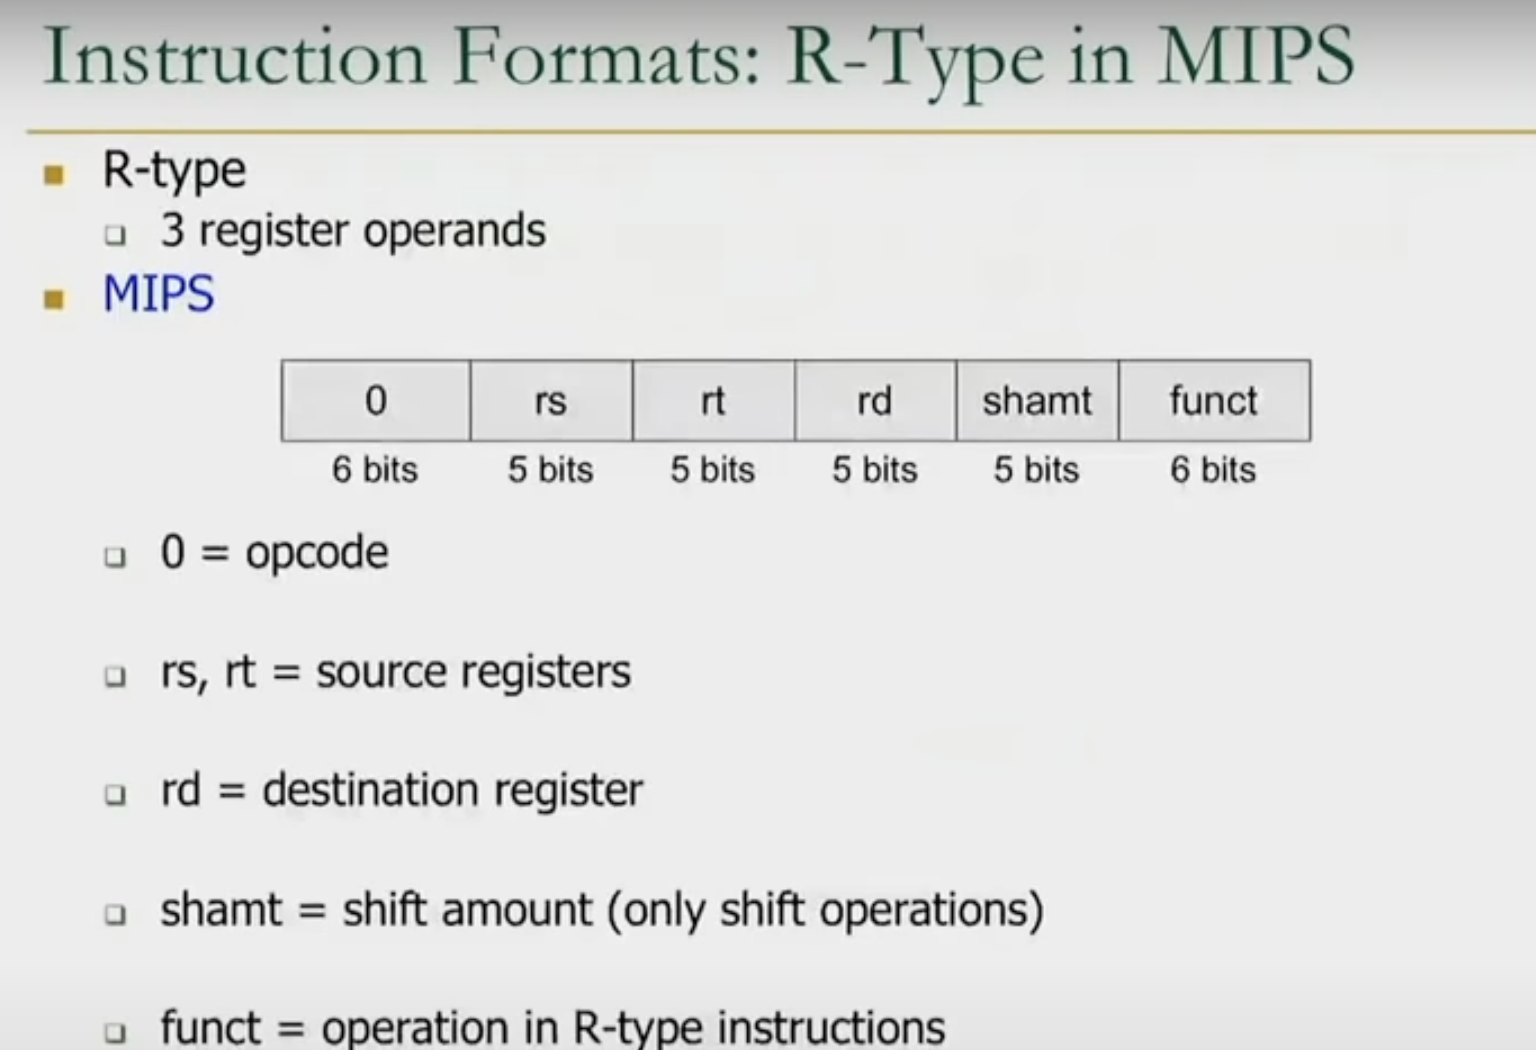 Instruction Formats: R-Type in MIPS
R-type
3 register operands
MIPS
0 rs rt rd shamt funct
6 bits 5 bits 5 bits 5 bits 5 bits 6 bits
0 = opcode
rs, rt = source registers
rd = destination register
shamt = shift amount (only shift operations)
funct = operation in R-type instructions